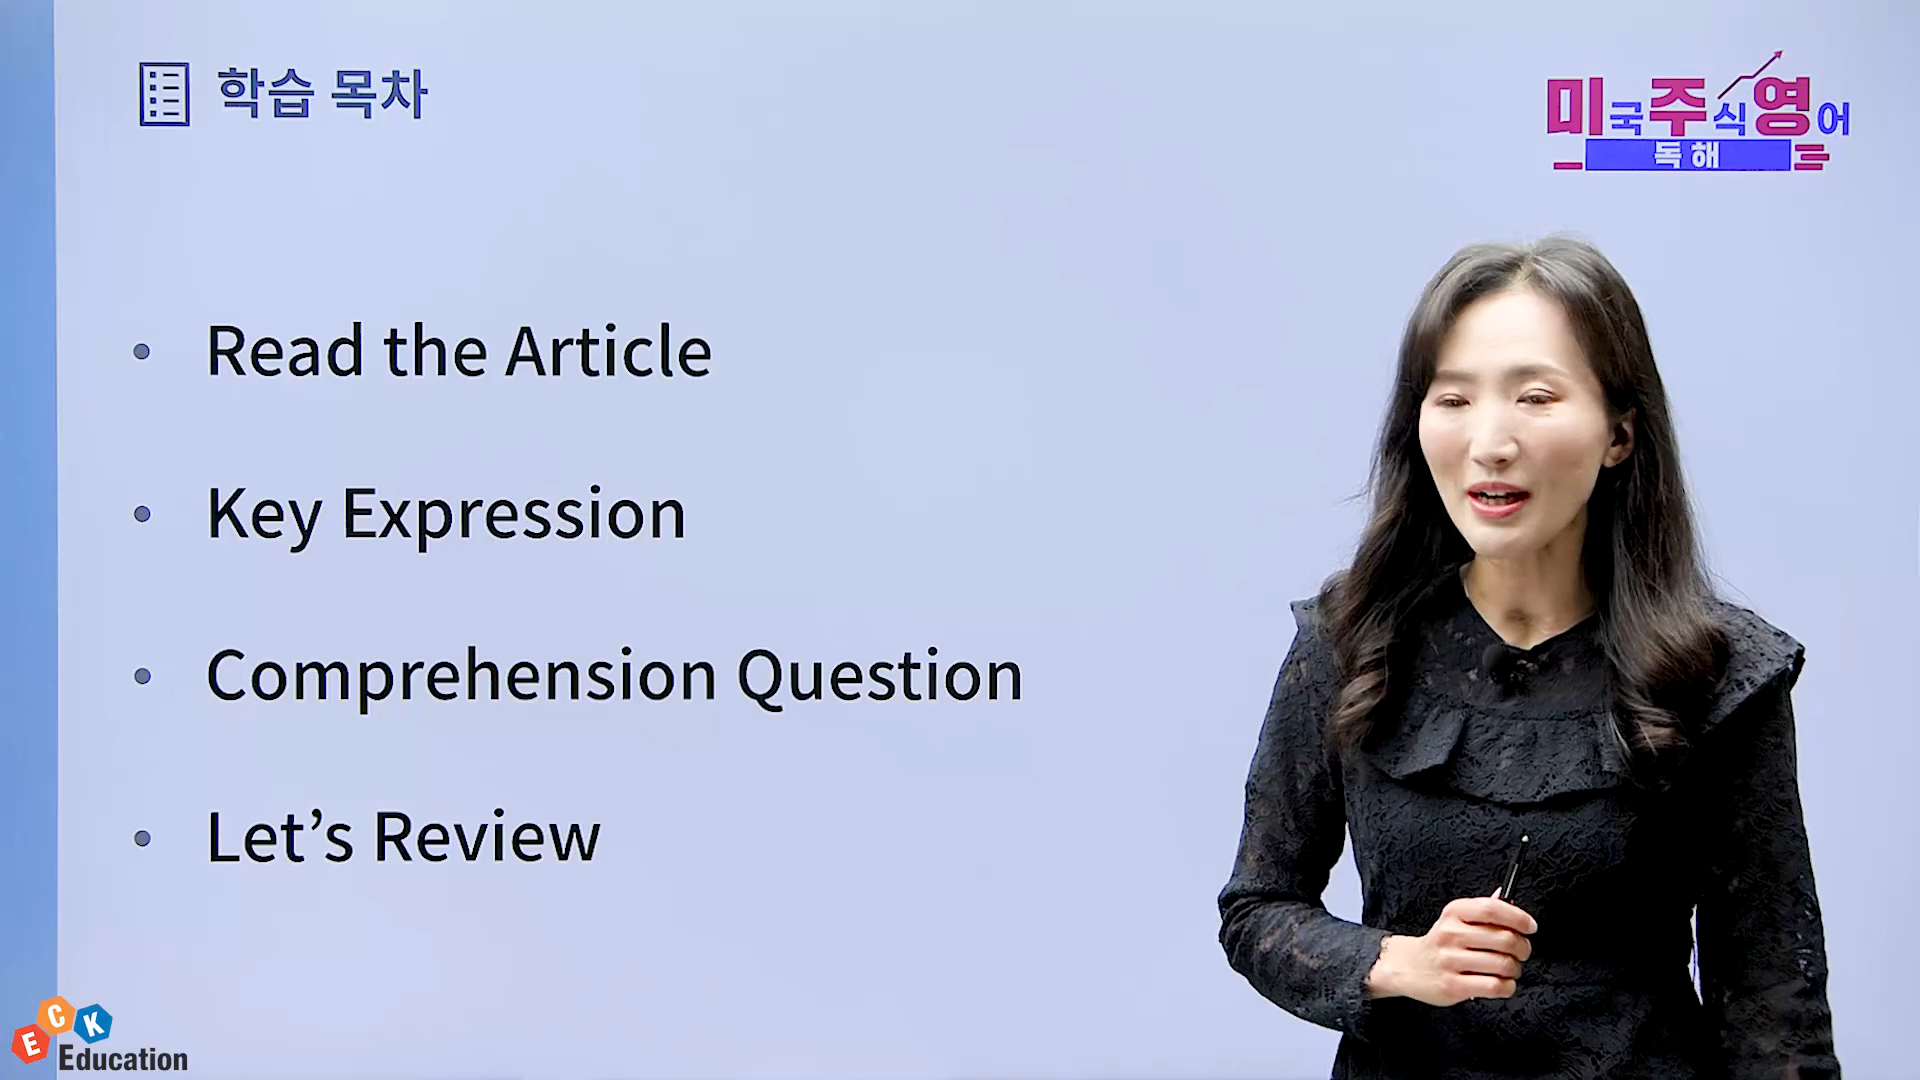 학습 목차
미국주식영어
독해
Read the Article
Key Expression
Comprehension Question
Let’s Review
ECK
Education